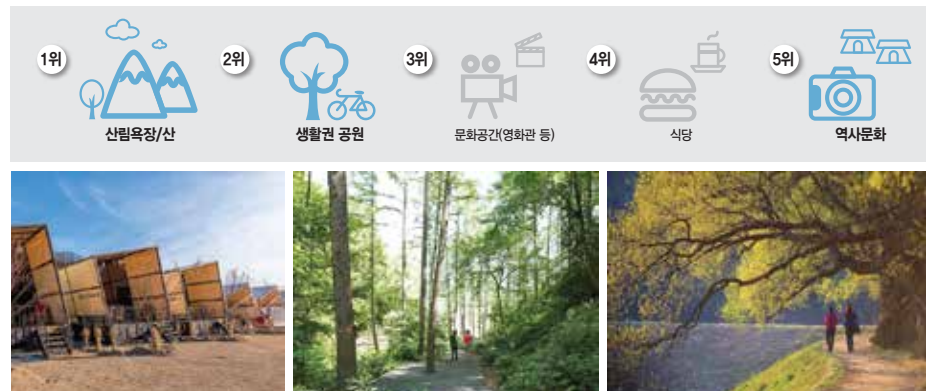 1위
산림욕장/산
2위
생활권 공원
3위
문화공간(영화관 등)
4위
식당
5위
역사문화